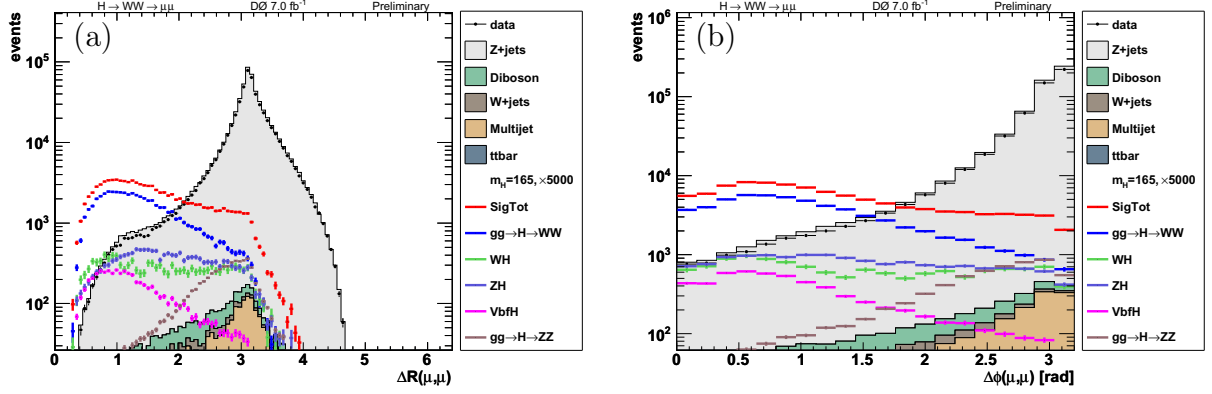 H → WW → μμ DØ 7.0 fb⁻¹ Preliminary
events
(a)
10⁵
10⁴
10³
10²
0 1 2 3 4 5 6
ΔR(μ,μ)
data
Z+jets
Diboson
W+jets
Multijet
ttbar
m_H=165, ×5000
SigTot
gg→H→WW
WH
ZH
VbfH
gg→H→ZZ
H → WW → μμ DØ 7.0 fb⁻¹ Preliminary
events
(b)
10⁶
10⁵
10⁴
10³
10²
0 0.5 1 1.5 2 2.5 3
Δϕ(μ,μ) [rad]
data
Z+jets
Diboson
W+jets
Multijet
ttbar
m_H=165, ×5000
SigTot
gg→H→WW
WH
ZH
VbfH
gg→H→ZZ